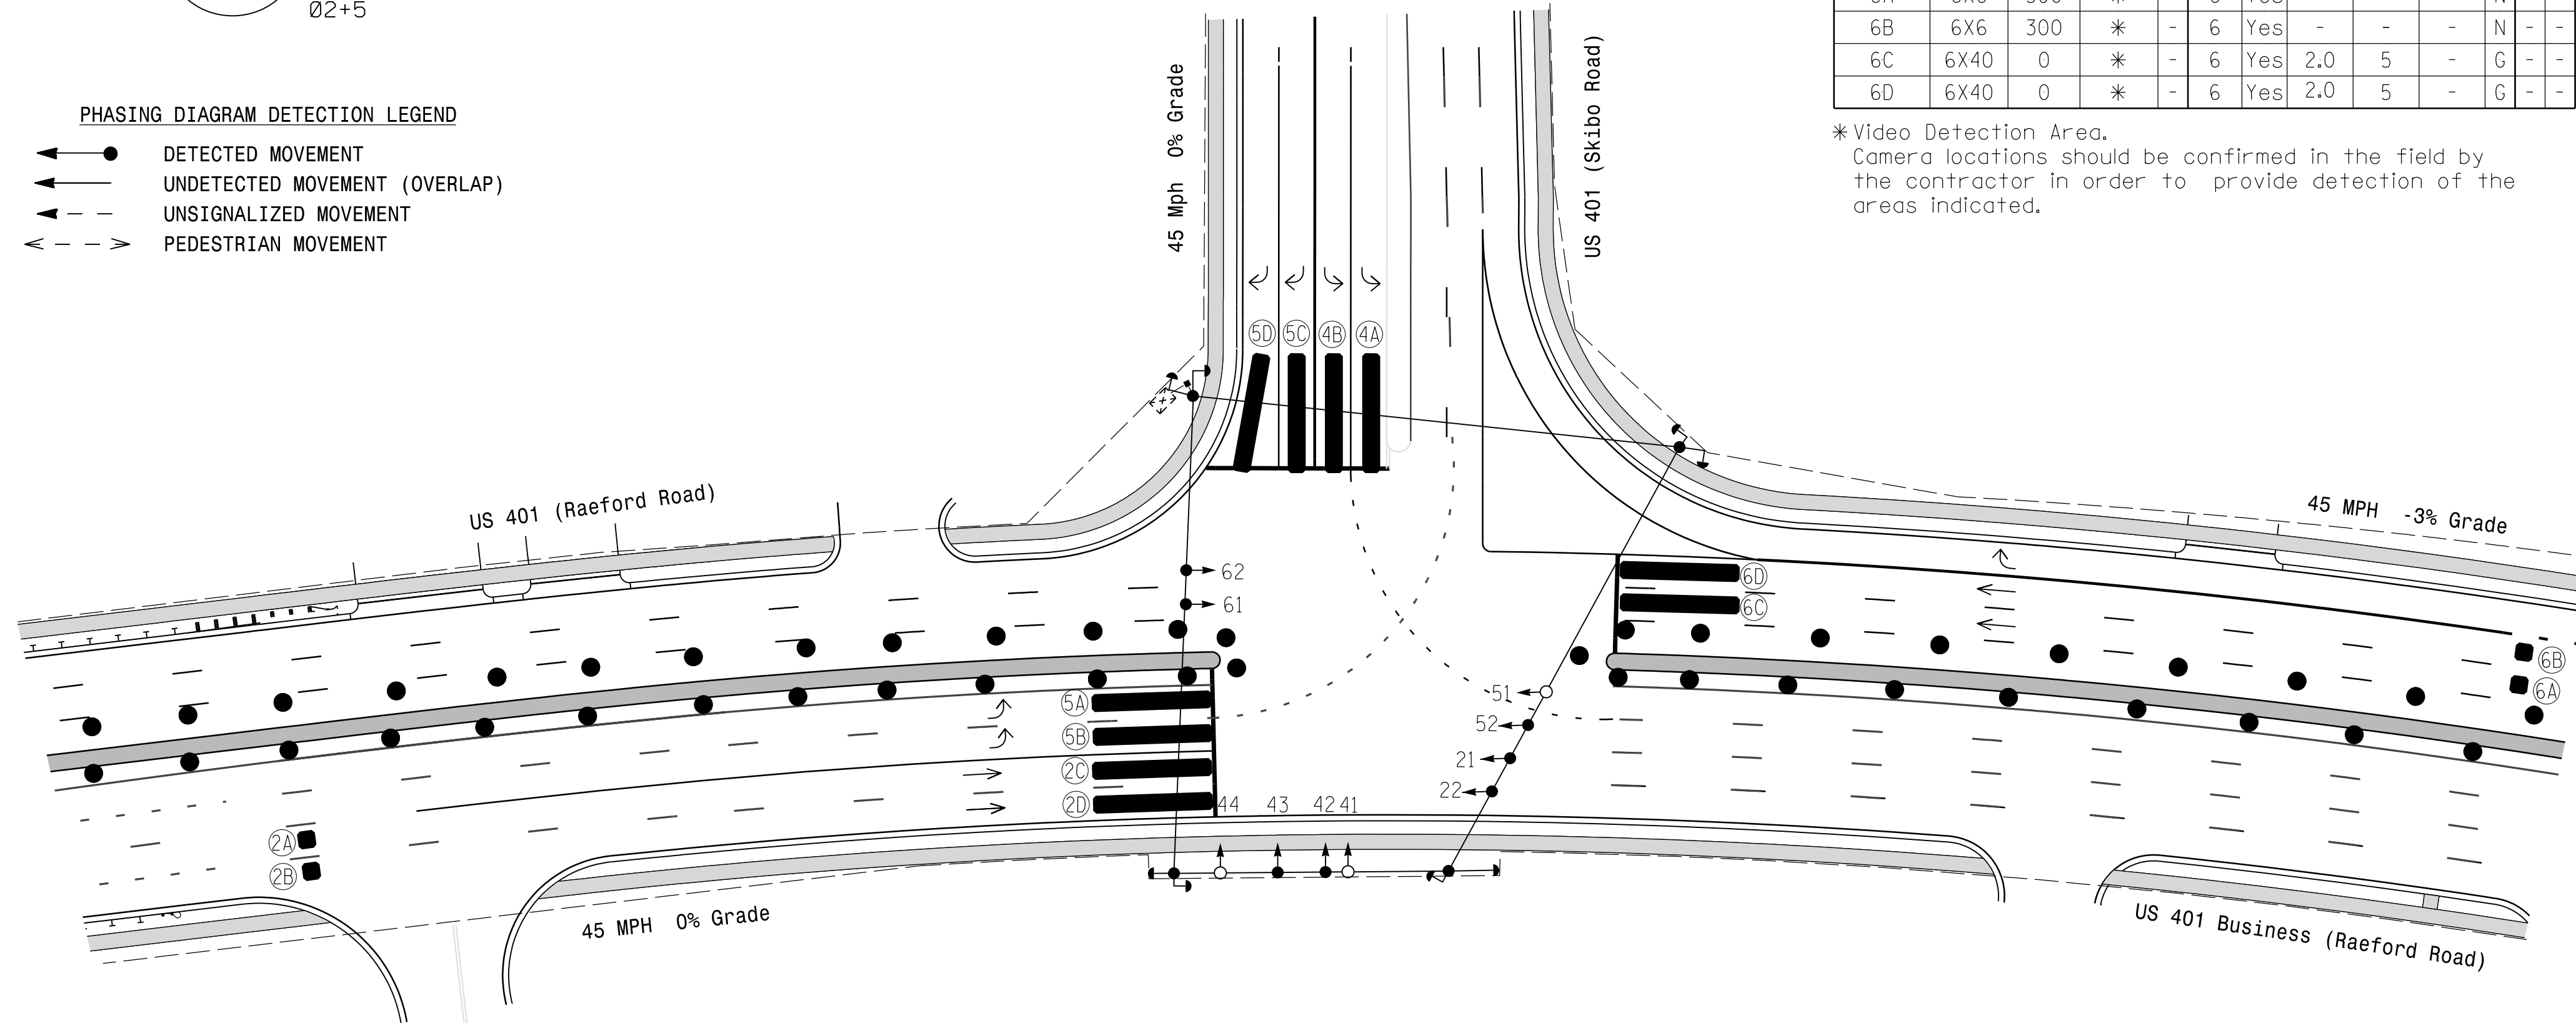 Ø2+5
PHASING DIAGRAM DETECTION LEGEND
DETECTED MOVEMENT
UNDETECTED MOVEMENT (OVERLAP)
UNSIGNALIZED MOVEMENT
PEDESTRIAN MOVEMENT
45 Mph 0% Grade
US 401 (Skibo Road)
6B 6X6 300 * - 6 Yes - - - N - -
6C 6X40 0 * - 6 Yes 2.0 5 - G - -
6D 6X40 0 * - 6 Yes 2.0 5 - G - -
* Video Detection Area.
Camera locations should be confirmed in the field by
the contractor in order to provide detection of the
areas indicated.
5D 5C 4B 4A
US 401 (Raeford Road)
45 MPH -3% Grade
62
61
6D
6C
6B
6A
5A
5B
2C
2D
51
52
21
22
44 43 42 41
2A
2B
45 MPH 0% Grade
US 401 Business (Raeford Road)